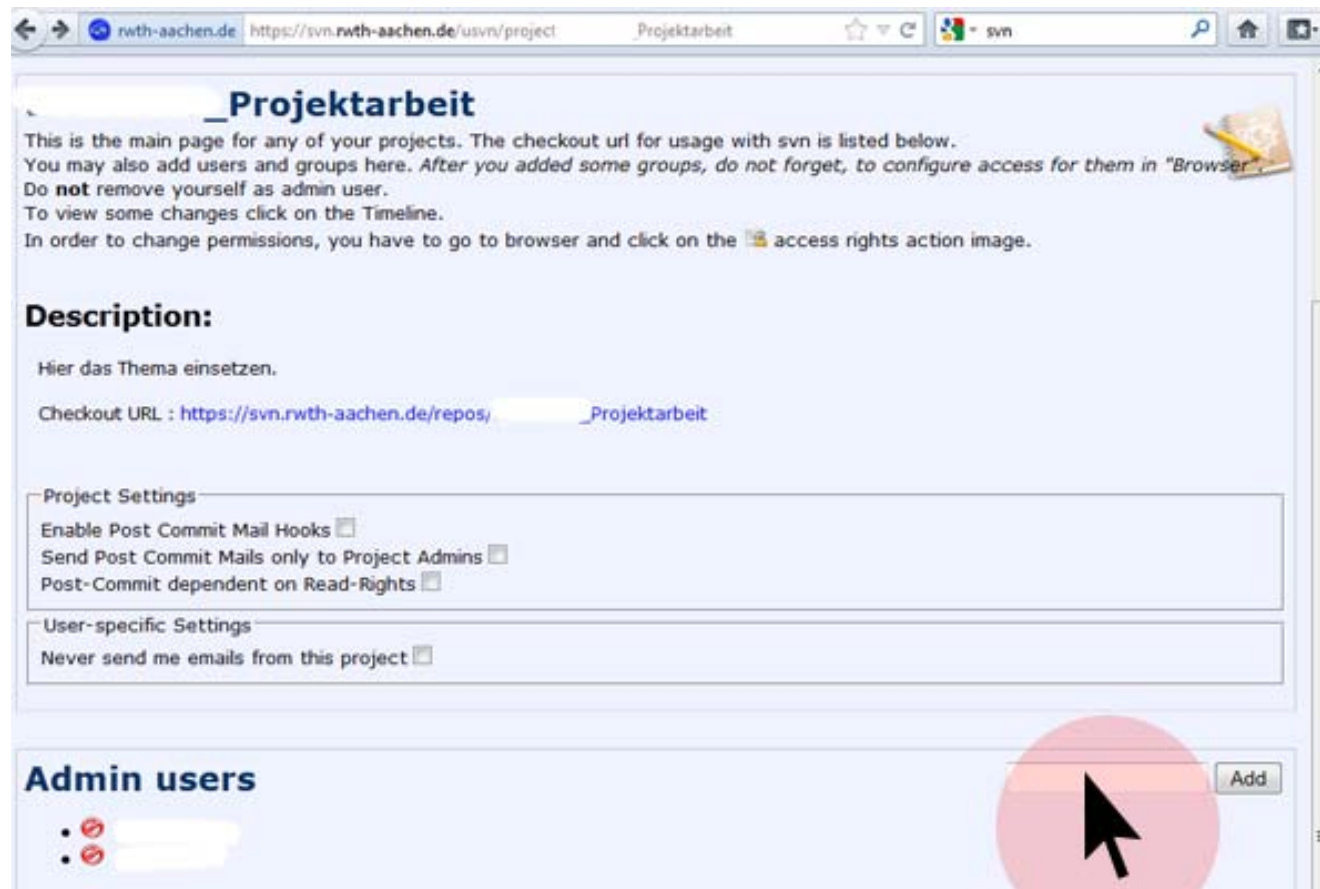 rwth-aachen.de https://svn.rwth-aachen.de/usvn/project _Projektarbeit svn
_Projektarbeit
This is the main page for any of your projects. The checkout url for usage with svn is listed below.
You may also add users and groups here. After you added some groups, do not forget, to configure access for them in "Browser".
Do not remove yourself as admin user.
To view some changes click on the Timeline.
In order to change permissions, you have to go to browser and click on the access rights action image.
Description:
Hier das Thema einsetzen.
Checkout URL : https://svn.rwth-aachen.de/repos/ _Projektarbeit
Project Settings
Enable Post Commit Mail Hooks
Send Post Commit Mails only to Project Admins
Post-Commit dependent on Read-Rights
User-specific Settings
Never send me emails from this project
Admin users Add